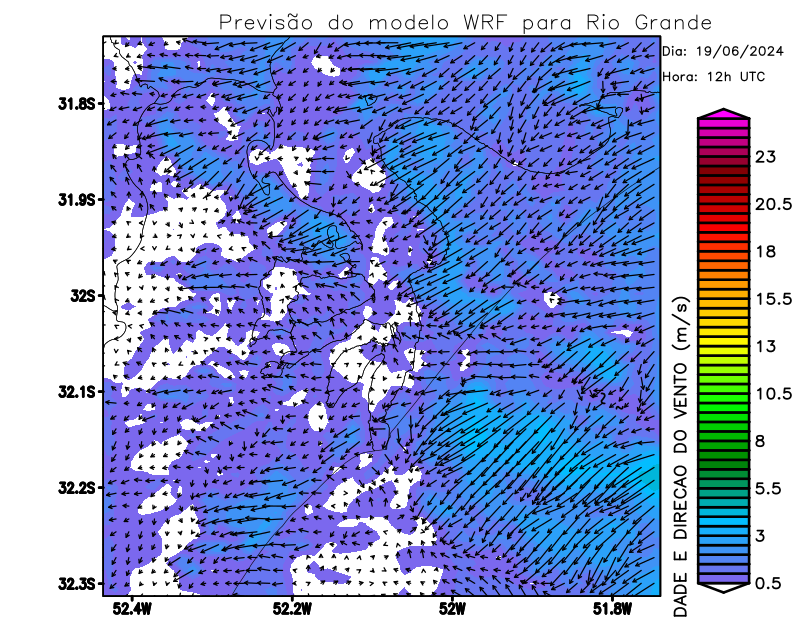 Previsão do modelo WRF para Rio Grande
Dia: 19/06/2024
Hora: 12h UTC
31.8S
31.9S
32S
32.1S
32.2S
32.3S
52.4W
52.2W
52W
51.8W
23
20.5
18
15.5
13
10.5
8
5.5
3
0.5
DADE E DIRECAO DO VENTO (m/s)